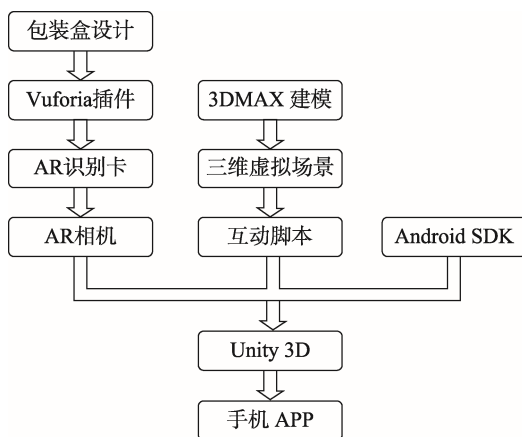 包装盒设计
Vuforia插件
3DMAX 建模
AR识别卡
三维虚拟场景
AR相机
互动脚本
Android SDK
Unity 3D
手机 APP